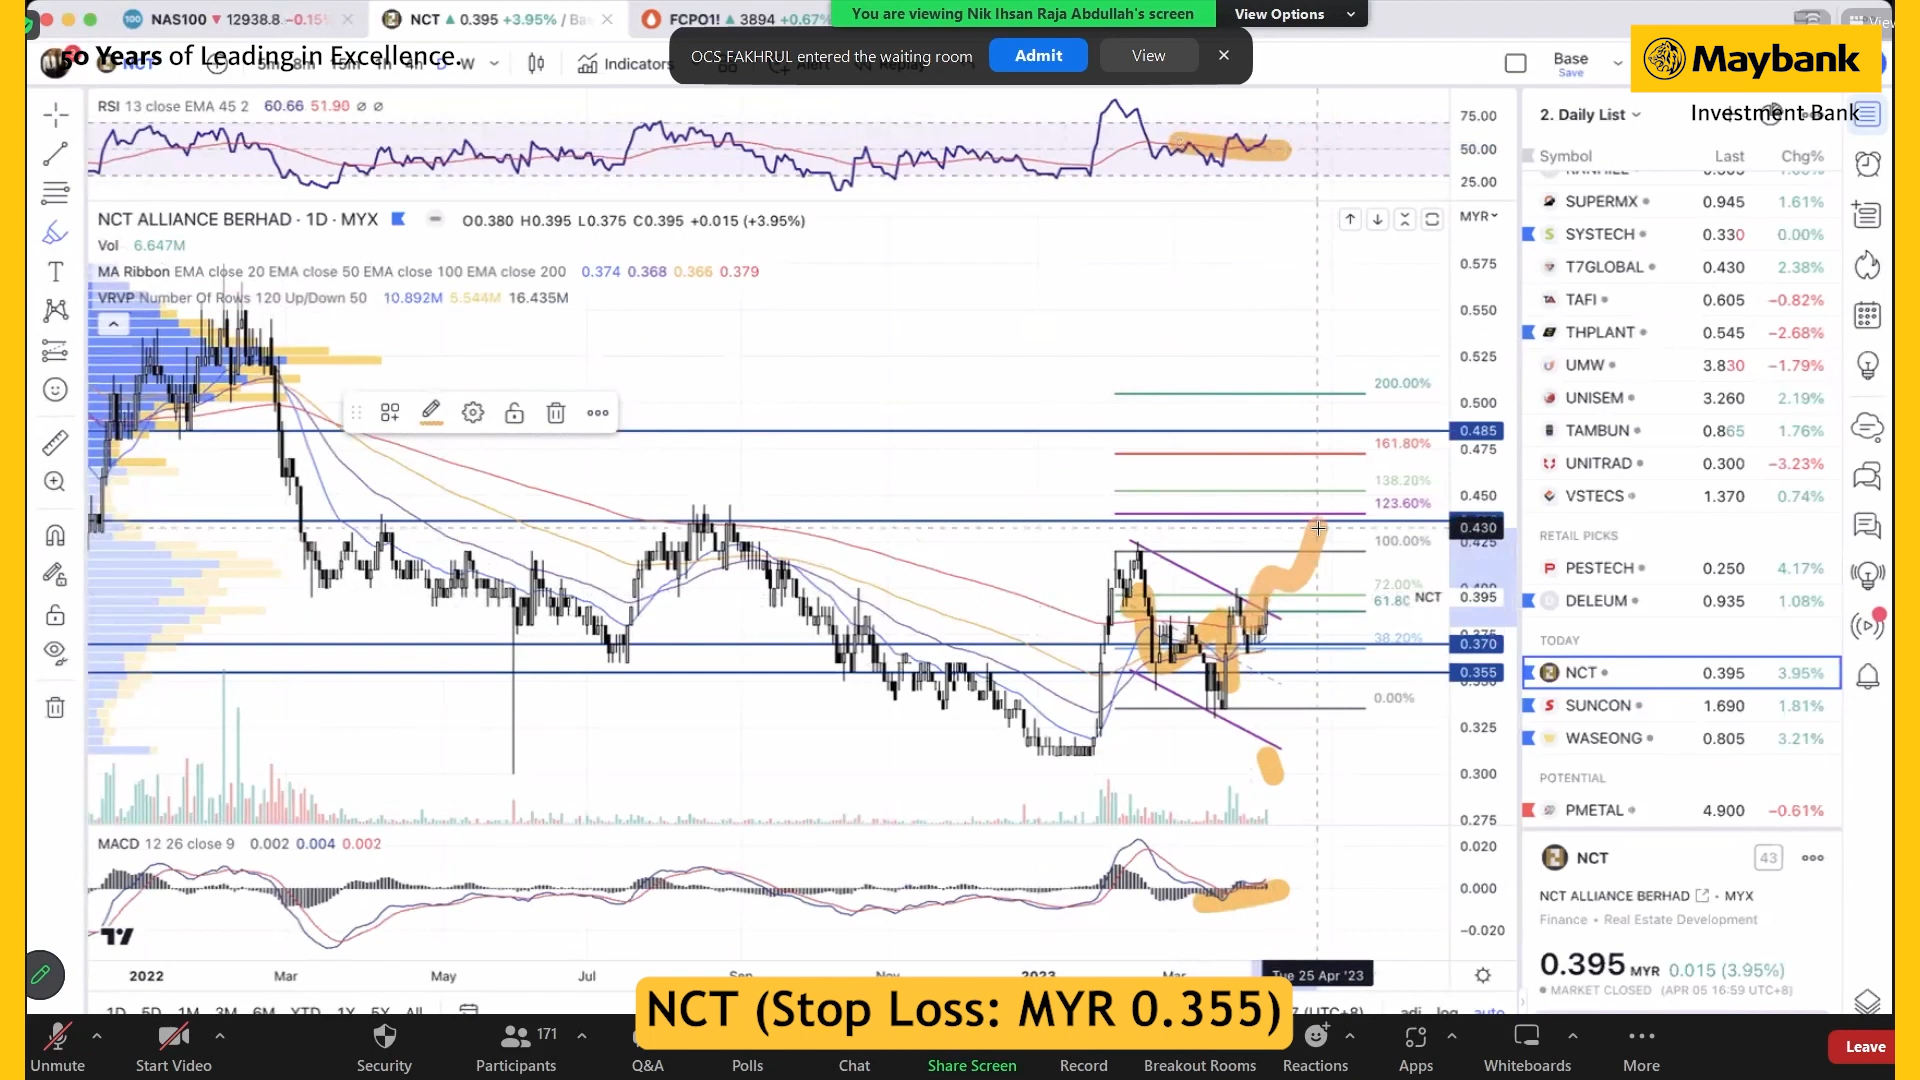 NAS100 ▼ 12938.8 −0.15%
NCT ▲ 0.395 +3.95% / Ba
FCPO1! ▲ 3894 +0.67%
You are viewing Nik Ihsan Raja Abdullah's screen
View Options
50 Years of Leading in Excellence.
OCS FAKHRUL entered the waiting room
Admit
View
Indicators
Base
Save
Maybank
Investment Bank
RSI 13 close EMA 45 2 60.66 51.90 ∅ ∅
75.00
50.00
25.00
NCT ALLIANCE BERHAD · 1D · MYX
O0.380 H0.395 L0.375 C0.395 +0.015 (+3.95%)
MYR
Vol 6.647M
MA Ribbon EMA close 20 EMA close 50 EMA close 100 EMA close 200 0.374 0.368 0.366 0.379
VRVP Number Of Rows 120 Up/Down 50 10.892M 5.544M 16.435M
0.575
0.550
0.525
0.500
0.485
0.475
0.450
0.430
0.425
0.395
0.370
0.355
0.325
0.300
0.275
200.00%
161.80%
138.20%
123.60%
100.00%
72.00%
61.80
NCT
38.20%
0.00%
MACD 12 26 close 9 0.002 0.004 0.002
0.020
0.000
−0.020
2022
Mar
May
Jul
Sep
Nov
2023
Mar
Tue 25 Apr '23
1D 5D 1M 3M 6M YTD 1Y 5Y All
(UTC+8)
adj log auto
2. Daily List
Symbol Last Chg%
SUPERMX 0.945 1.61%
SYSTECH 0.330 0.00%
T7GLOBAL 0.430 2.38%
TAFI 0.605 −0.82%
THPLANT 0.545 −2.68%
UMW 3.830 −1.79%
UNISEM 3.260 2.19%
TAMBUN 0.865 1.76%
UNITRAD 0.300 −3.23%
VSTECS 1.370 0.74%
RETAIL PICKS
PESTECH 0.250 4.17%
DELEUM 0.935 1.08%
TODAY
NCT 0.395 3.95%
SUNCON 1.690 1.81%
WASEONG 0.805 3.21%
POTENTIAL
PMETAL 4.900 −0.61%
NCT
43
NCT ALLIANCE BERHAD · MYX
Finance • Real Estate Development
0.395 MYR 0.015 (3.95%)
MARKET CLOSED (APR 05 16:59 UTC+8)
NCT (Stop Loss: MYR 0.355)
171
Unmute
Start Video
Security
Participants
Q&A
Polls
Chat
Share Screen
Record
Breakout Rooms
Reactions
Apps
Whiteboards
More
Leave